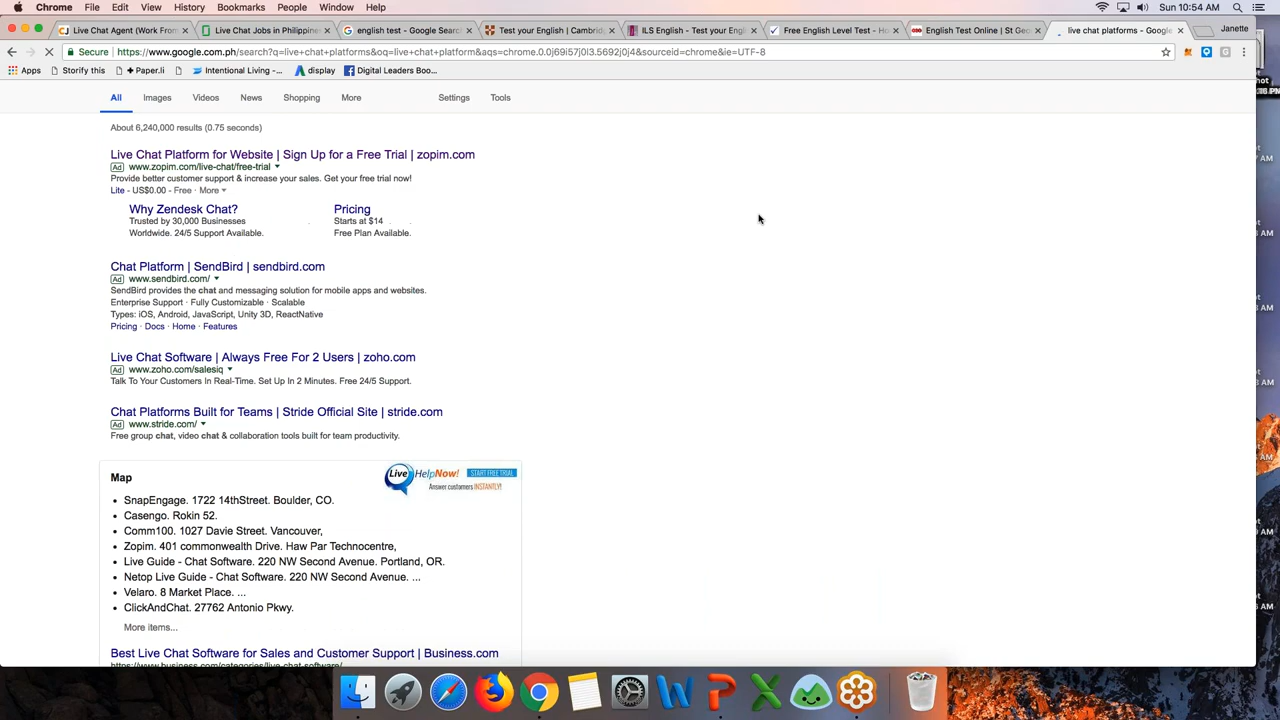 Chrome File Edit View History Bookmarks People Window Help Sun 10:54 AM
Live Chat Agent (Work From Live Chat Jobs in Philippine english test - Google Sear Test your English | Cambrid ILS English - Test your Engl Free English Level Test - Ho English Test Online | St Geo live chat platforms - Google Janette
Secure https://www.google.com.ph/search?q=live+chat+platforms&oq=live+chat+platform&aqs=chrome.0.0j69i57j0l3.5692j0j4&sourceid=chrome&ie=UTF-8
Apps Storify this + Paper.li Intentional Living -... display Digital Leaders Boo...
All Images Videos News Shopping More Settings Tools
About 6,240,000 results (0.75 seconds)
Live Chat Platform for Website | Sign Up for a Free Trial | zopim.com
Ad www.zopim.com/live-chat/free-trial
Provide better customer support & increase your sales. Get your free trial now!
Lite - US$0.00 - Free · More
Why Zendesk Chat? Pricing
Trusted by 30,000 Businesses Starts at $14
Worldwide. 24/5 Support Available. Free Plan Available.
Chat Platform | SendBird | sendbird.com
Ad www.sendbird.com/
SendBird provides the chat and messaging solution for mobile apps and websites.
Enterprise Support · Fully Customizable · Scalable
Types: iOS, Android, JavaScript, Unity 3D, ReactNative
Pricing · Docs · Home · Features
Live Chat Software | Always Free For 2 Users | zoho.com
Ad www.zoho.com/salesiq
Talk To Your Customers In Real-Time. Set Up In 2 Minutes. Free 24/5 Support.
Chat Platforms Built for Teams | Stride Official Site | stride.com
Ad www.stride.com/
Free group chat, video chat & collaboration tools built for team productivity.
Map
Live HelpNow! START FREE TRIAL
Answer customers INSTANTLY!
• SnapEngage. 1722 14thStreet. Boulder, CO.
• Casengo. Rokin 52.
• Comm100. 1027 Davie Street. Vancouver,
• Zopim. 401 commonwealth Drive. Haw Par Technocentre,
• Live Guide - Chat Software. 220 NW Second Avenue. Portland, OR.
• Netop Live Guide - Chat Software. 220 NW Second Avenue. ...
• Velaro. 8 Market Place. ...
• ClickAndChat. 27762 Antonio Pkwy.
More items...
Best Live Chat Software for Sales and Customer Support | Business.com
https://www.business.com/categories/live-chat-software/